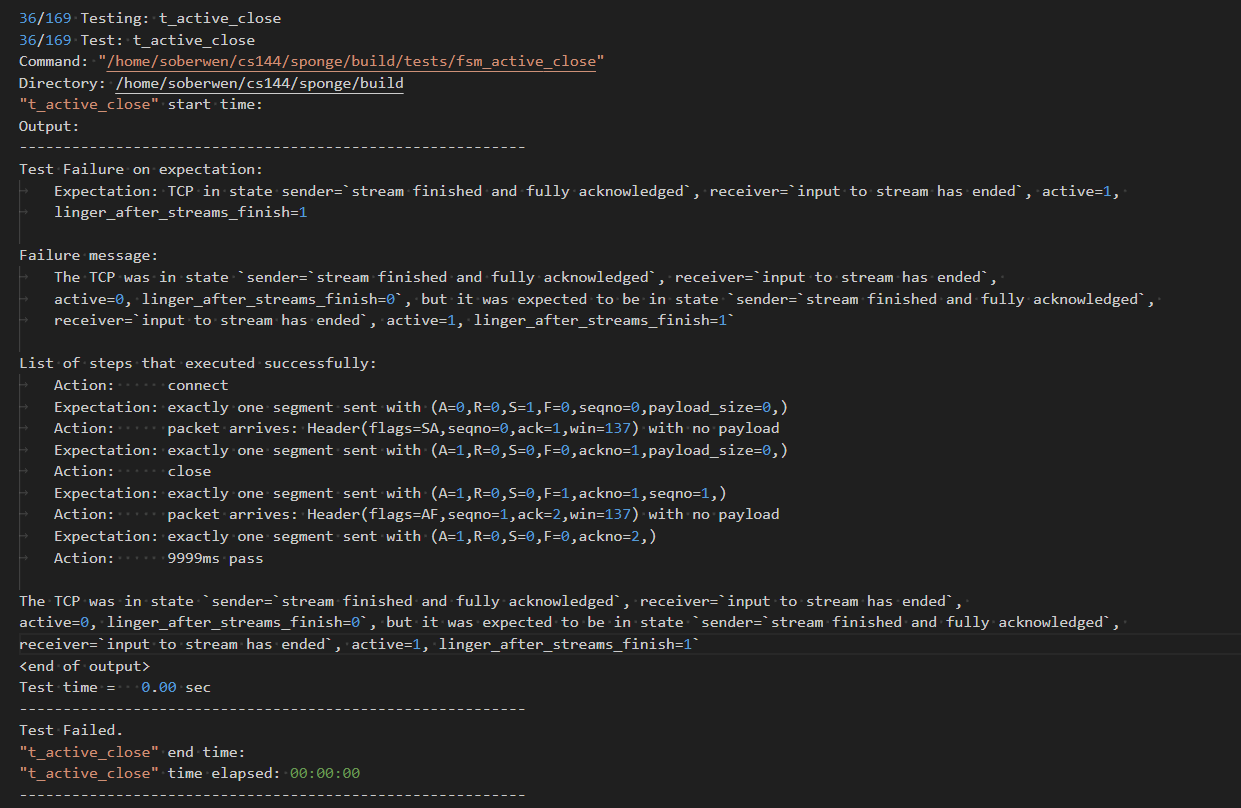 36/169 Testing: t_active_close
36/169 Test: t_active_close
Command: "/home/soberwen/cs144/sponge/build/tests/fsm_active_close"
Directory: /home/soberwen/cs144/sponge/build
"t_active_close" start time:
Output:
----------------------------------------------------------
Test Failure on expectation:
Expectation: TCP in state sender=`stream finished and fully acknowledged`, receiver=`input to stream has ended`, active=1,
linger_after_streams_finish=1
Failure message:
The TCP was in state `sender=`stream finished and fully acknowledged`, receiver=`input to stream has ended`,
active=0, linger_after_streams_finish=0`, but it was expected to be in state `sender=`stream finished and fully acknowledged`,
receiver=`input to stream has ended`, active=1, linger_after_streams_finish=1`
List of steps that executed successfully:
Action:      connect
Expectation: exactly one segment sent with (A=0,R=0,S=1,F=0,seqno=0,payload_size=0,)
Action:      packet arrives: Header(flags=SA,seqno=0,ack=1,win=137) with no payload
Expectation: exactly one segment sent with (A=1,R=0,S=0,F=0,ackno=1,payload_size=0,)
Action:      close
Expectation: exactly one segment sent with (A=1,R=0,S=0,F=1,ackno=1,seqno=1,)
Action:      packet arrives: Header(flags=AF,seqno=1,ack=2,win=137) with no payload
Expectation: exactly one segment sent with (A=1,R=0,S=0,F=0,ackno=2,)
Action:      9999ms pass
The TCP was in state `sender=`stream finished and fully acknowledged`, receiver=`input to stream has ended`,
active=0, linger_after_streams_finish=0`, but it was expected to be in state `sender=`stream finished and fully acknowledged`,
receiver=`input to stream has ended`, active=1, linger_after_streams_finish=1`
<end of output>
Test time =   0.00 sec
----------------------------------------------------------
Test Failed.
"t_active_close" end time:
"t_active_close" time elapsed: 00:00:00
----------------------------------------------------------